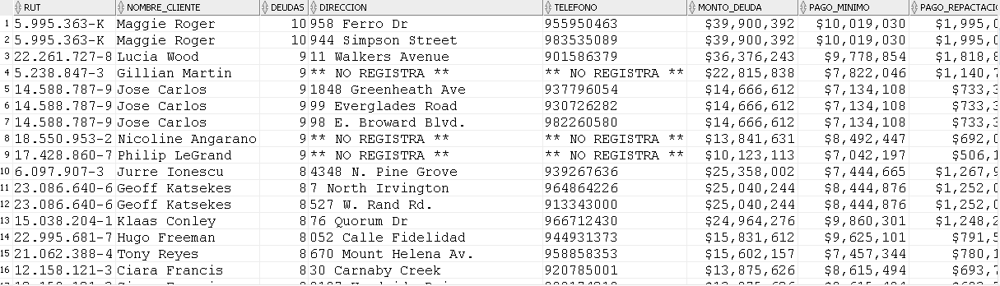 RUT NOMBRE_CLIENTE DEUDAS DIRECCION TELEFONO MONTO_DEUDA PAGO_MINIMO PAGO_REPACTACIO
1 5.995.363-K Maggie Roger 10 958 Ferro Dr 955950463 $39,900,392 $10,019,030 $1,995,0
2 5.995.363-K Maggie Roger 10 944 Simpson Street 983535089 $39,900,392 $10,019,030 $1,995,0
3 22.261.727-8 Lucia Wood 9 11 Walkers Avenue 901586379 $36,376,243 $9,778,854 $1,818,8
4 5.238.847-3 Gillian Martin 9 ** NO REGISTRA ** ** NO REGISTRA ** $22,815,838 $7,822,046 $1,140,7
5 14.588.787-9 Jose Carlos 9 1848 Greenheath Ave 937796054 $14,666,612 $7,134,108 $733,3
6 14.588.787-9 Jose Carlos 9 99 Everglades Road 930726282 $14,666,612 $7,134,108 $733,3
7 14.588.787-9 Jose Carlos 9 98 E. Broward Blvd. 982260580 $14,666,612 $7,134,108 $733,3
8 18.550.953-2 Nicoline Angarano 9 ** NO REGISTRA ** ** NO REGISTRA ** $13,841,631 $8,492,447 $692,0
9 17.428.860-7 Philip LeGrand 9 ** NO REGISTRA ** ** NO REGISTRA ** $10,123,113 $7,042,197 $506,1
10 6.097.907-3 Jurre Ionescu 8 4348 N. Pine Grove 939267636 $25,358,002 $7,444,665 $1,267,9
11 23.086.640-6 Geoff Katsekes 8 7 North Irvington 964864226 $25,040,244 $8,444,876 $1,252,0
12 23.086.640-6 Geoff Katsekes 8 527 W. Rand Rd. 913343000 $25,040,244 $8,444,876 $1,252,0
13 15.038.204-1 Klaas Conley 8 76 Quorum Dr 966712430 $24,964,276 $9,860,301 $1,248,2
14 22.995.681-7 Hugo Freeman 8 052 Calle Fidelidad 944931373 $15,831,612 $9,625,101 $791,5
15 21.062.388-4 Tony Reyes 8 670 Mount Helena Av. 958858353 $15,602,157 $7,457,344 $780,1
16 12.158.121-3 Ciara Francis 8 30 Carnaby Creek 920785001 $13,875,626 $8,615,494 $693,7